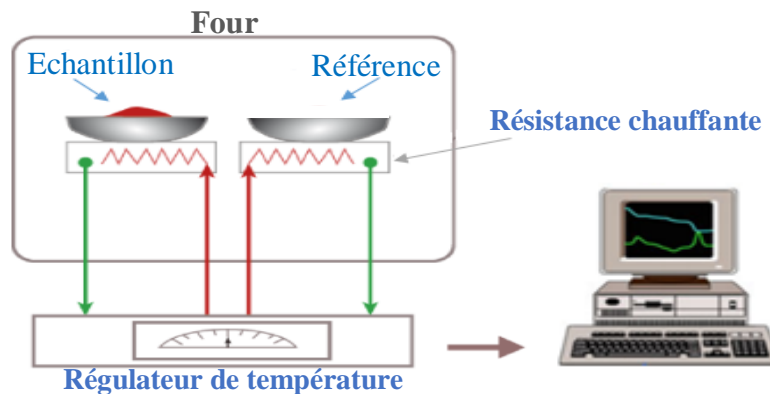 Four
Echantillon
Référence
Résistance chauffante
Régulateur de température